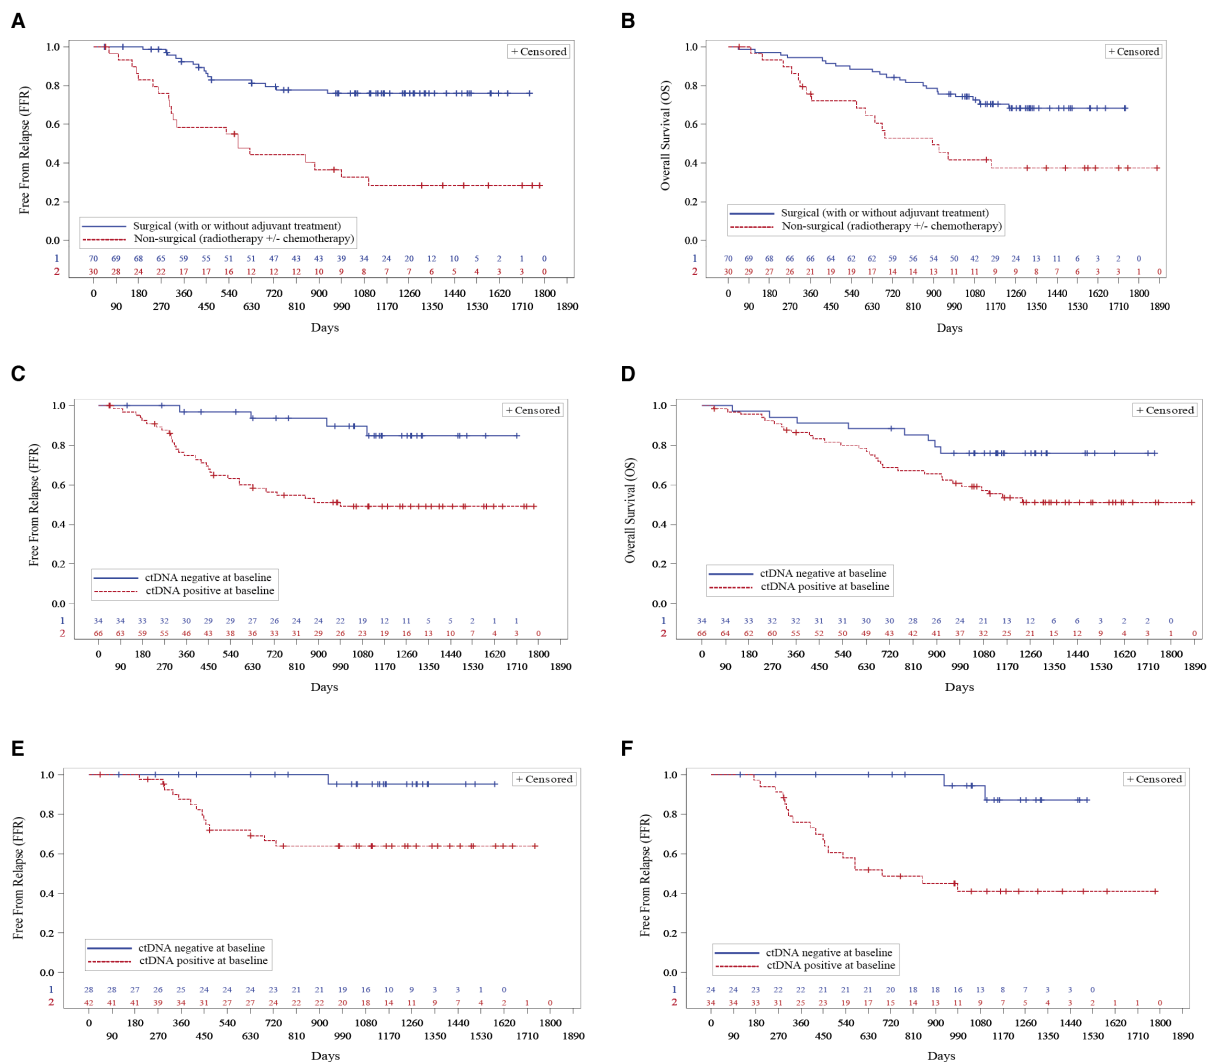 A
+ Censored
Free From Relapse (FFR)
1.0
0.8
0.6
0.4
0.2
0.0
Surgical (with or without adjuvant treatment)
Non-surgical (radiotherapy +/- chemotherapy)
1 70 69 68 65 59 55 51 51 47 43 43 39 34 24 20 12 10 5 2 1 0
2 30 28 24 22 17 17 16 12 12 12 10 9 8 7 7 6 5 4 3 2 0
0 180 360 540 720 900 1080 1260 1440 1620 1800
90 270 450 630 810 990 1170 1350 1530 1710 1890
Days
B
+ Censored
Overall Survival (OS)
1.0
0.8
0.6
0.4
0.2
0.0
Surgical (with or without adjuvant treatment)
Non-surgical (radiotherapy +/- chemotherapy)
1 70 69 68 66 66 64 62 62 59 56 54 50 42 29 24 13 11 6 3 2 0
2 30 29 27 26 21 19 19 17 14 14 13 11 11 9 9 8 7 6 3 3 1 0
0 180 360 540 720 900 1080 1260 1440 1620 1800
90 270 450 630 810 990 1170 1350 1530 1710 1890
Days
C
+ Censored
Free From Relapse (FFR)
1.0
0.8
0.6
0.4
0.2
0.0
ctDNA negative at baseline
ctDNA positive at baseline
1 34 34 33 32 30 29 29 27 26 24 24 22 19 12 11 5 5 2 1 1
2 66 63 59 55 46 43 38 36 33 31 29 26 23 19 16 13 10 7 4 3 0
0 180 360 540 720 900 1080 1260 1440 1620 1800
90 270 450 630 810 990 1170 1350 1530 1710 1890
Days
D
+ Censored
Overall Survival (OS)
1.0
0.8
0.6
0.4
0.2
0.0
ctDNA negative at baseline
ctDNA positive at baseline
1 34 34 33 32 32 31 31 30 30 28 26 24 21 13 12 6 6 3 2 2 0
2 66 64 62 60 55 52 50 49 43 42 41 37 32 25 21 15 12 9 4 3 1 0
0 180 360 540 720 900 1080 1260 1440 1620 1800
90 270 450 630 810 990 1170 1350 1530 1710 1890
Days
E
+ Censored
Free From Relapse (FFR)
1.0
0.8
0.6
0.4
0.2
0.0
ctDNA negative at baseline
ctDNA positive at baseline
1 28 28 27 26 25 24 24 24 23 21 21 19 16 10 9 3 3 1 0
2 42 41 41 39 34 31 27 27 24 22 22 20 18 14 11 9 7 4 2 1 0
0 180 360 540 720 900 1080 1260 1440 1620 1800
90 270 450 630 810 990 1170 1350 1530 1710 1890
Days
F
+ Censored
Free From Relapse (FFR)
1.0
0.8
0.6
0.4
0.2
0.0
ctDNA negative at baseline
ctDNA positive at baseline
1 24 24 23 22 22 21 21 21 20 18 18 16 13 8 7 3 3 0
2 34 34 33 31 25 23 19 17 15 14 13 11 9 7 5 4 3 2 1 1 0
0 180 360 540 720 900 1080 1260 1440 1620 1800
90 270 450 630 810 990 1170 1350 1530 1710 1890
Days